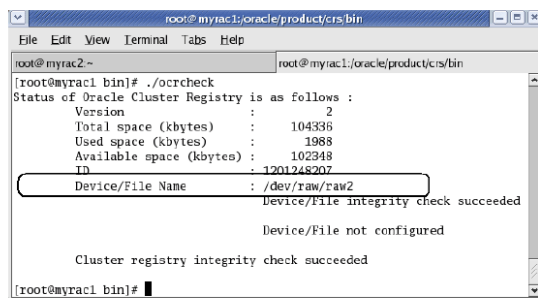 root@myrac1:/oracle/product/crs/bin
File Edit View Terminal Tabs Help
root@myrac2:~ root@myrac1:/oracle/product/crs/bin
[root@myrac1 bin]# ./ocrcheck
Status of Oracle Cluster Registry is as follows :
Version : 2
Total space (kbytes) : 104336
Used space (kbytes) : 1988
Available space (kbytes) : 102348
ID : 1201248207
Device/File Name : /dev/raw/raw2
Device/File integrity check succeeded
Device/File not configured
Cluster registry integrity check succeeded
[root@myrac1 bin]#